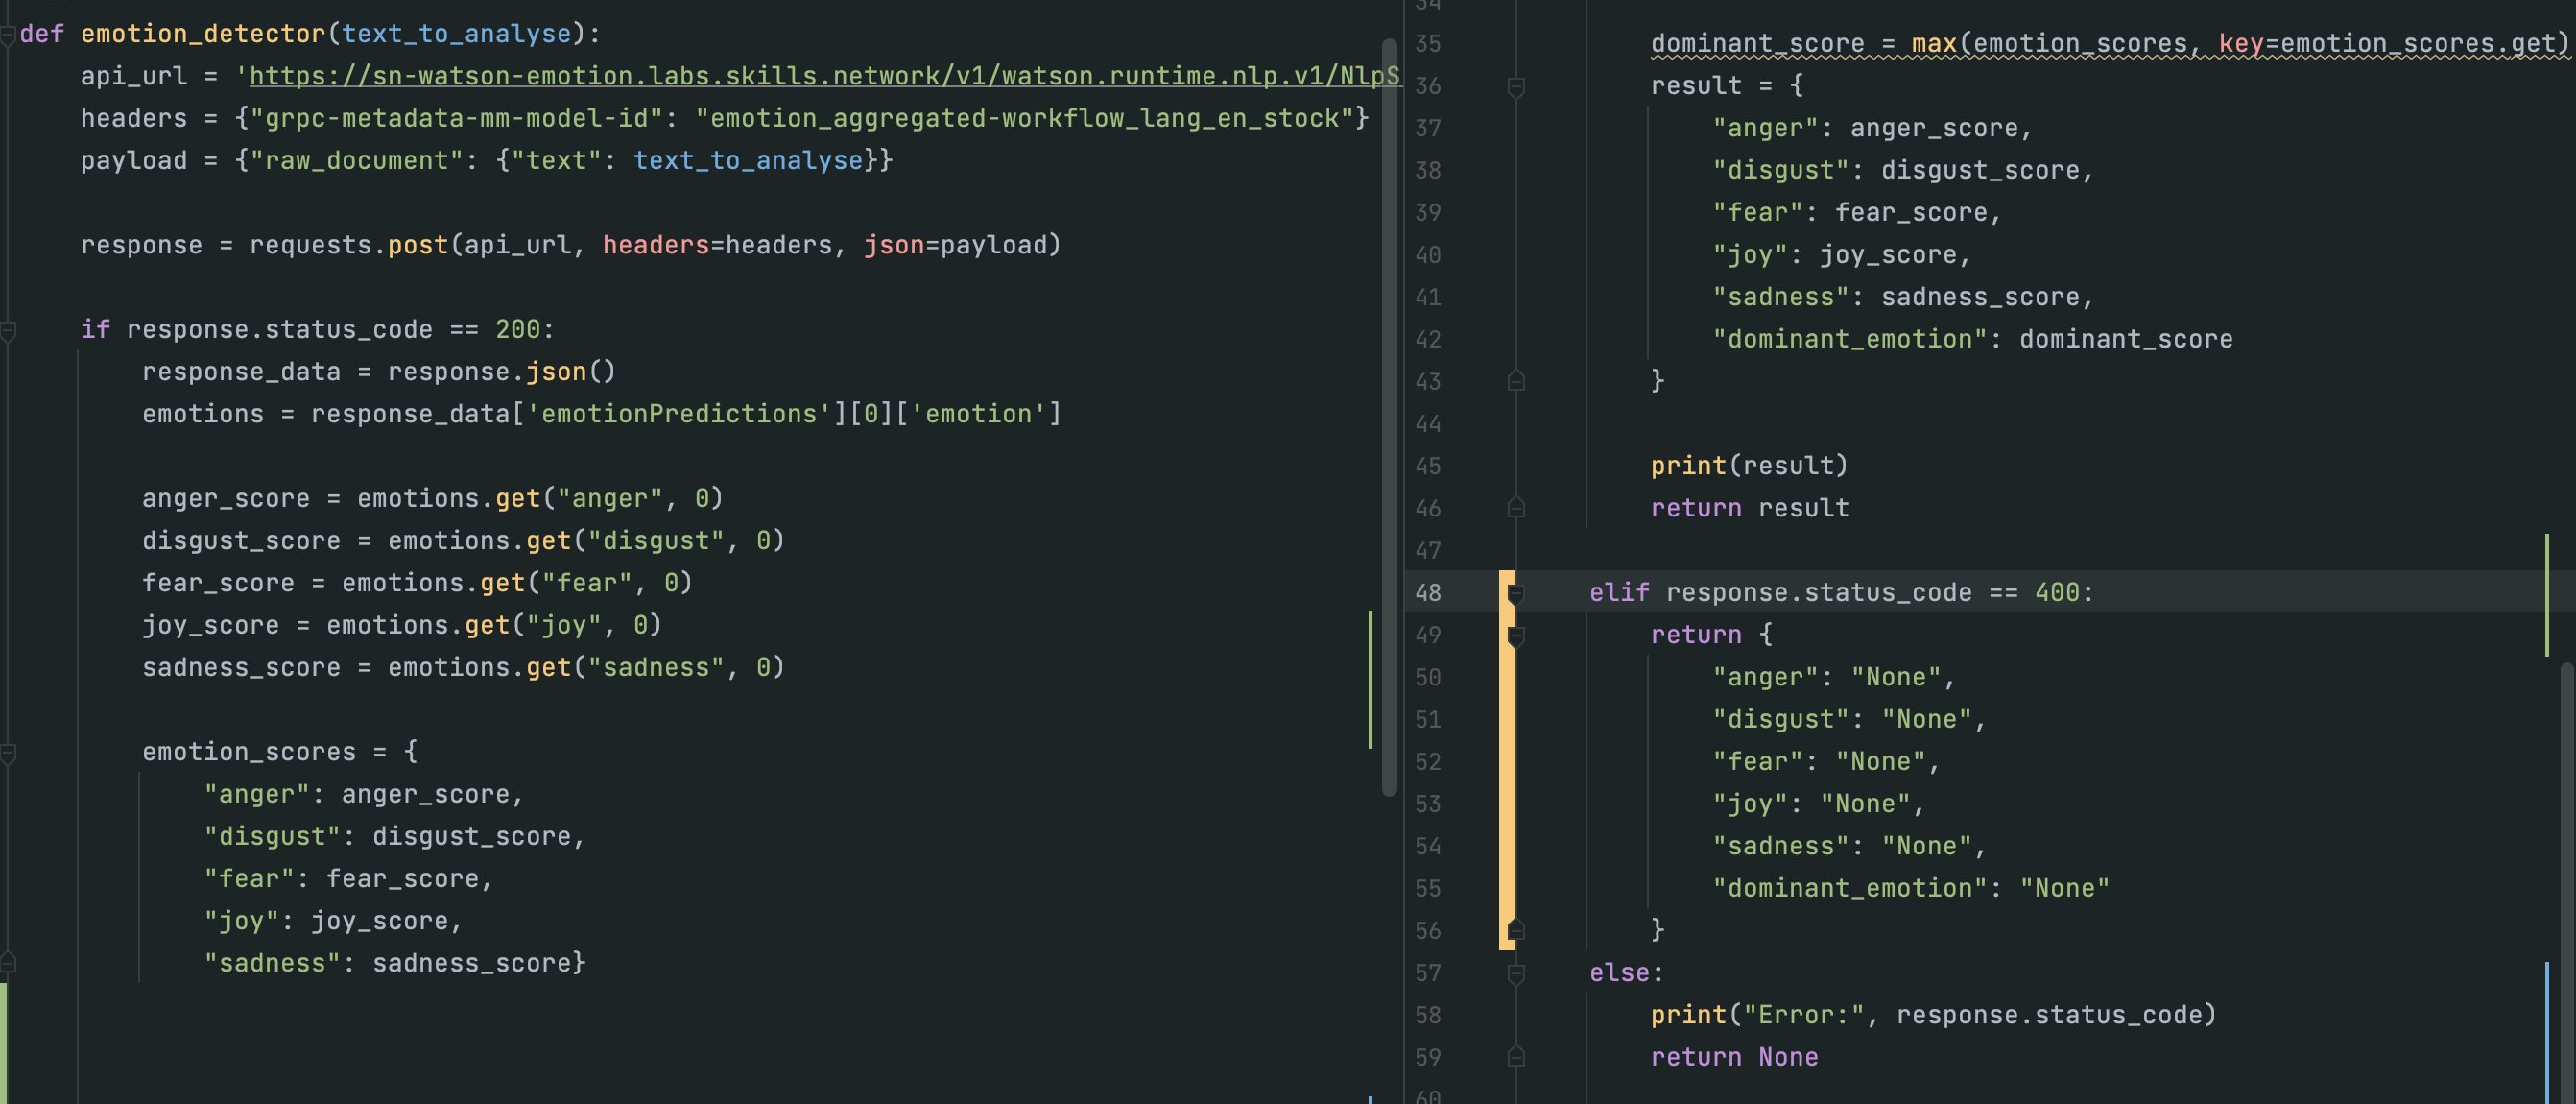 def emotion_detector(text_to_analyse):
    api_url = 'https://sn-watson-emotion.labs.skills.network/v1/watson.runtime.nlp.v1/NlpS
    headers = {"grpc-metadata-mm-model-id": "emotion_aggregated-workflow_lang_en_stock"}
    payload = {"raw_document": {"text": text_to_analyse}}
    response = requests.post(api_url, headers=headers, json=payload)
    if response.status_code == 200:
        response_data = response.json()
        emotions = response_data['emotionPredictions'][0]['emotion']
        anger_score = emotions.get("anger", 0)
        disgust_score = emotions.get("disgust", 0)
        fear_score = emotions.get("fear", 0)
        joy_score = emotions.get("joy", 0)
        sadness_score = emotions.get("sadness", 0)
        emotion_scores = {
            "anger": anger_score,
            "disgust": disgust_score,
            "fear": fear_score,
            "joy": joy_score,
            "sadness": sadness_score}
34
35        dominant_score = max(emotion_scores, key=emotion_scores.get)
36        result = {
37            "anger": anger_score,
38            "disgust": disgust_score,
39            "fear": fear_score,
40            "joy": joy_score,
41            "sadness": sadness_score,
42            "dominant_emotion": dominant_score
43        }
44
45        print(result)
46        return result
47
48    elif response.status_code == 400:
49        return {
50            "anger": "None",
51            "disgust": "None",
52            "fear": "None",
53            "joy": "None",
54            "sadness": "None",
55            "dominant_emotion": "None"
56        }
57    else:
58        print("Error:", response.status_code)
59        return None
60